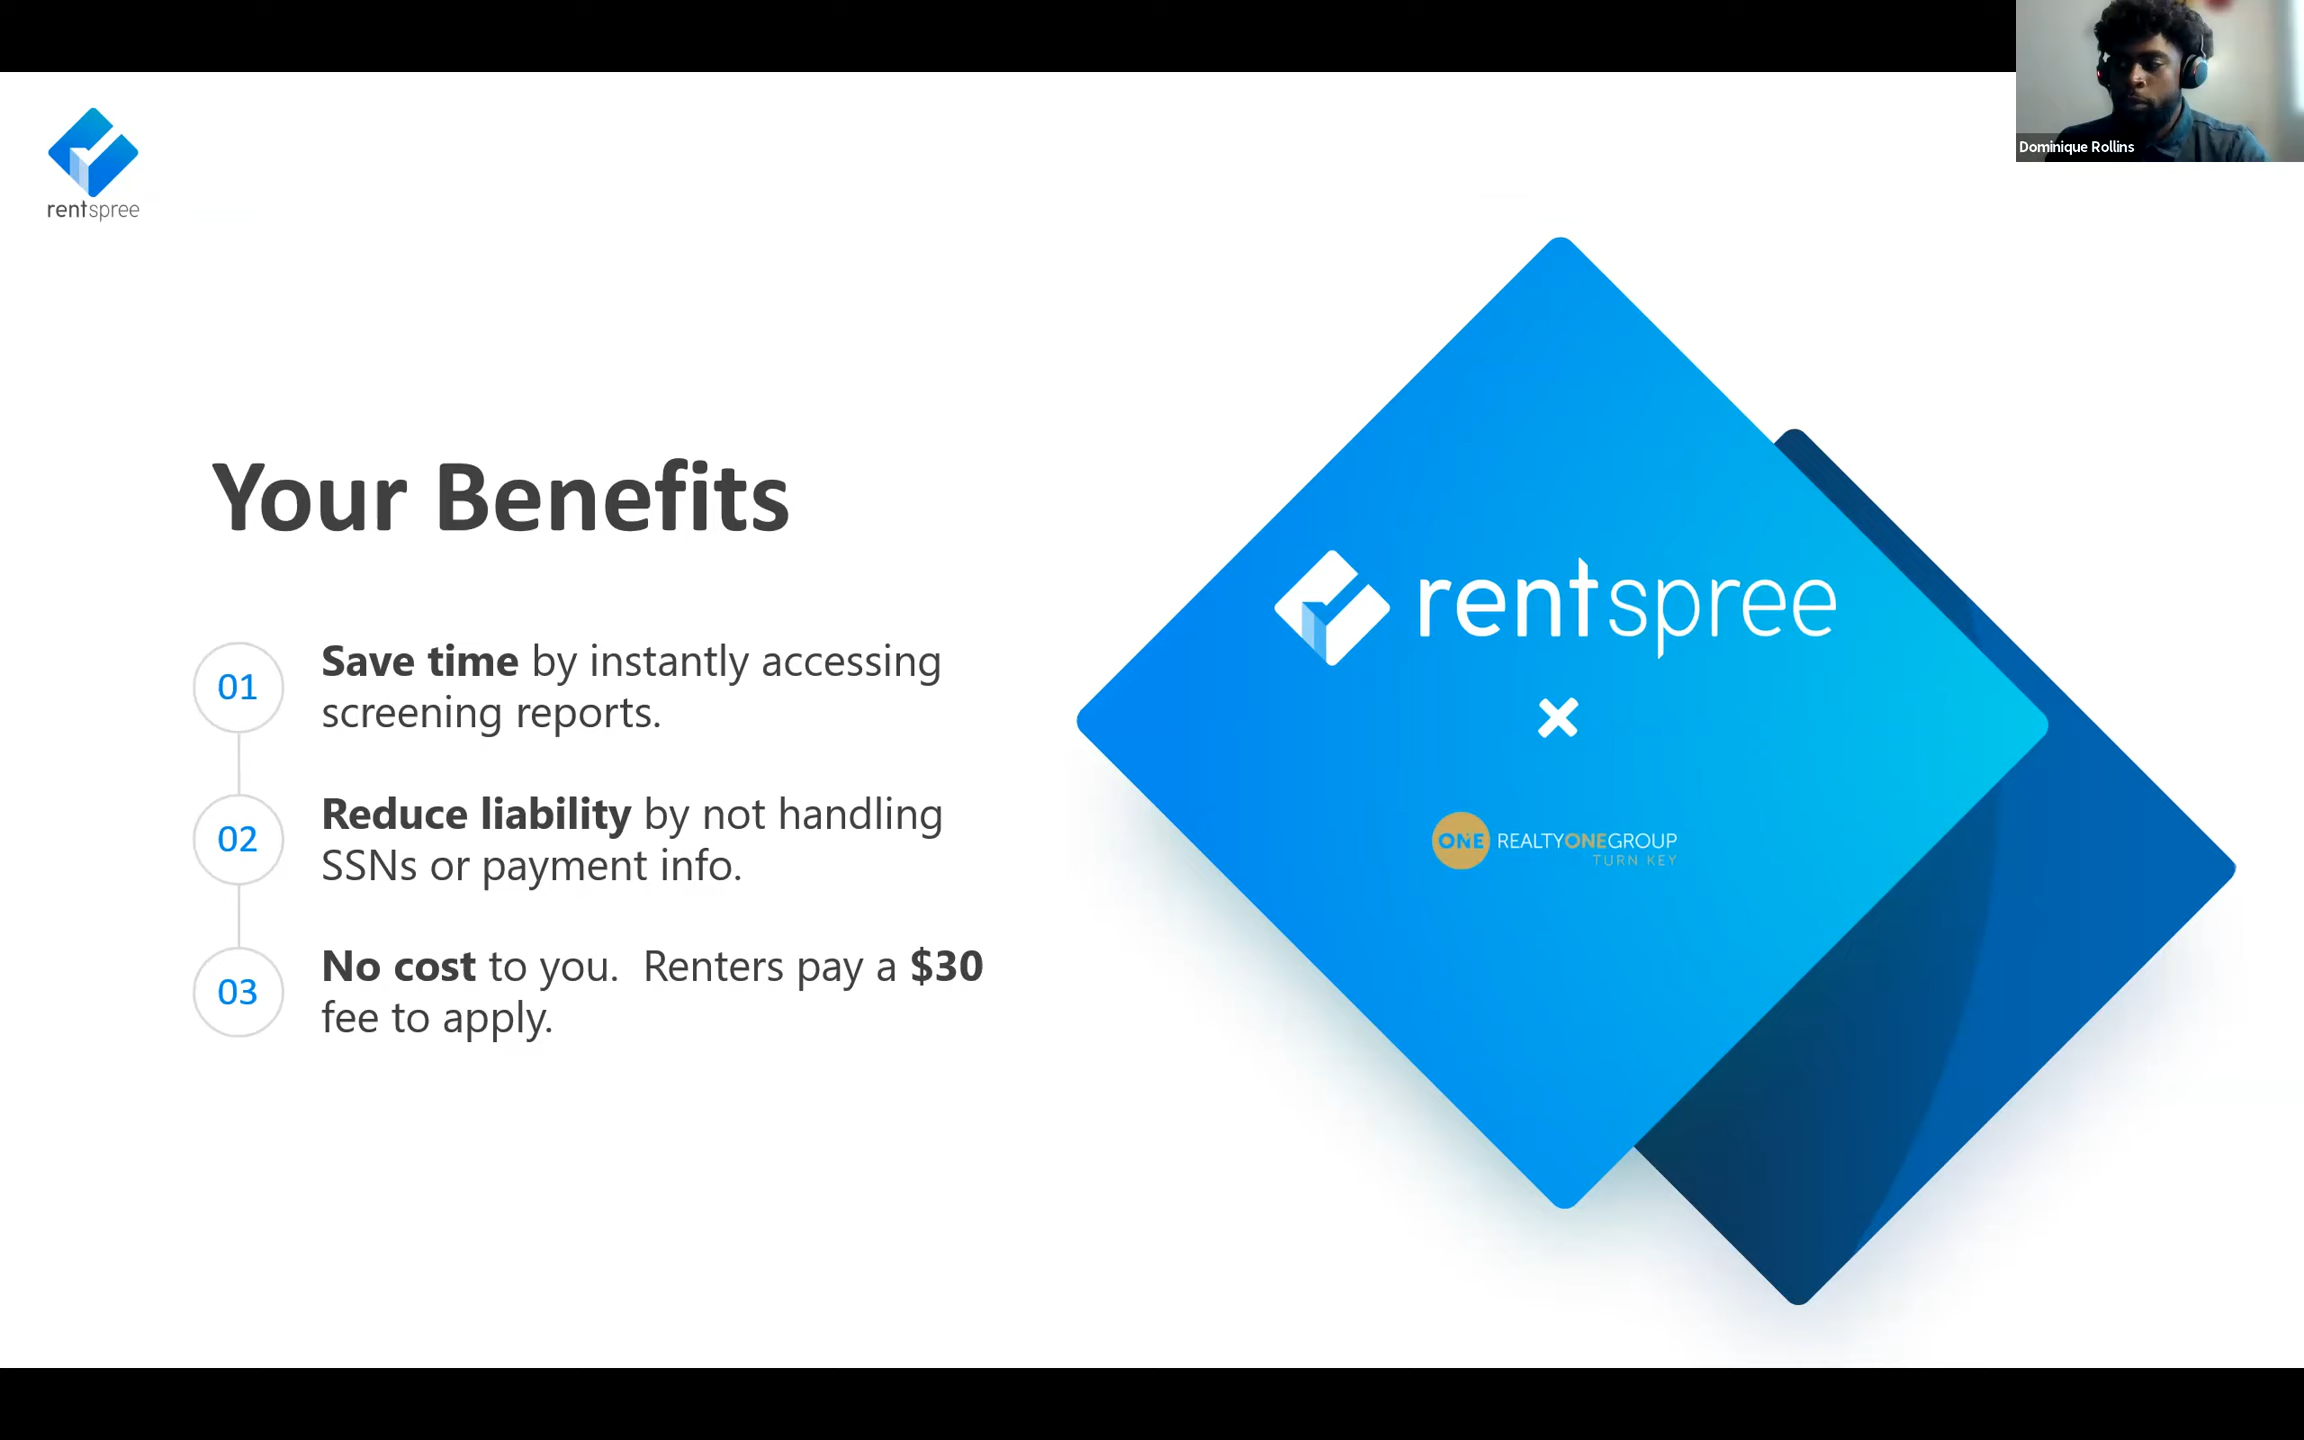 Dominique Rollins
rentspree
Your Benefits
01
Save time by instantly accessing
screening reports.
02
Reduce liability by not handling
SSNs or payment info.
03
No cost to you.  Renters pay a $30
fee to apply.
rentspree
ONE REALTYONEGROUP
TURN KEY